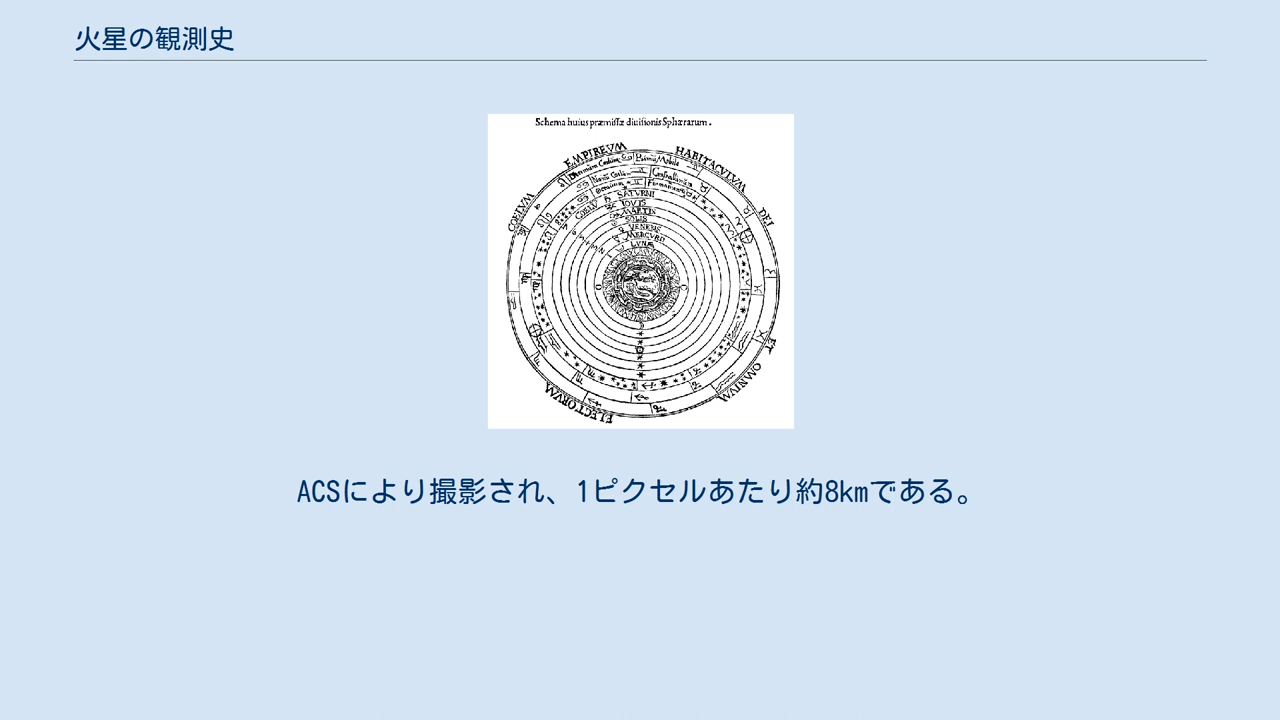 火星の観測史
Schema huius præmissæ diuisionis Sphærarum.
EMPIREVM
HABITACVLVM
COELVM
DEI
SATVRNI
IOVIS
MARTIS
SOLIS
VENERIS
MERCVRII
LVNÆ
ET
OMNIVM
ELECTORVM
ACSにより撮影され、1ピクセルあたり約8kmである。